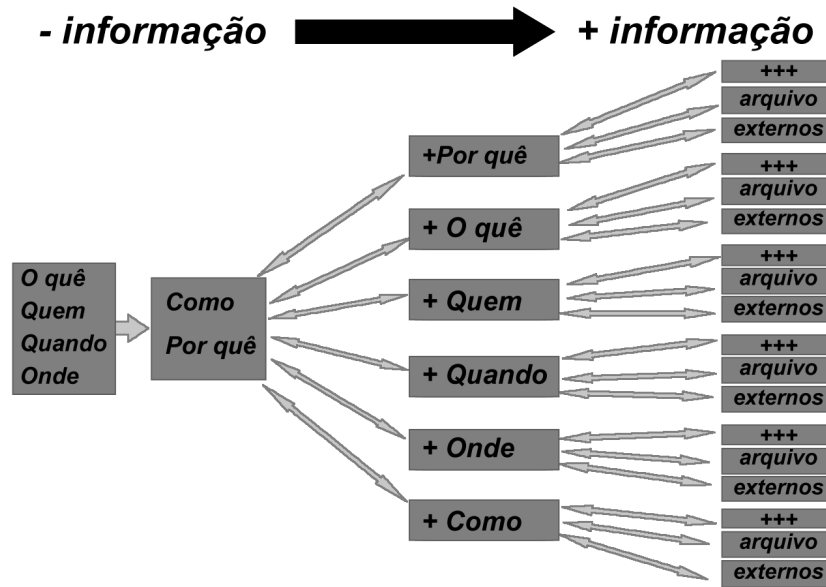 - informação
+ informação
O quê
Quem
Quando
Onde
Como
Por quê
+Por quê
+ O quê
+ Quem
+ Quando
+ Onde
+ Como
+++
arquivo
externos
+++
arquivo
externos
+++
arquivo
externos
+++
arquivo
externos
+++
arquivo
externos
+++
arquivo
externos